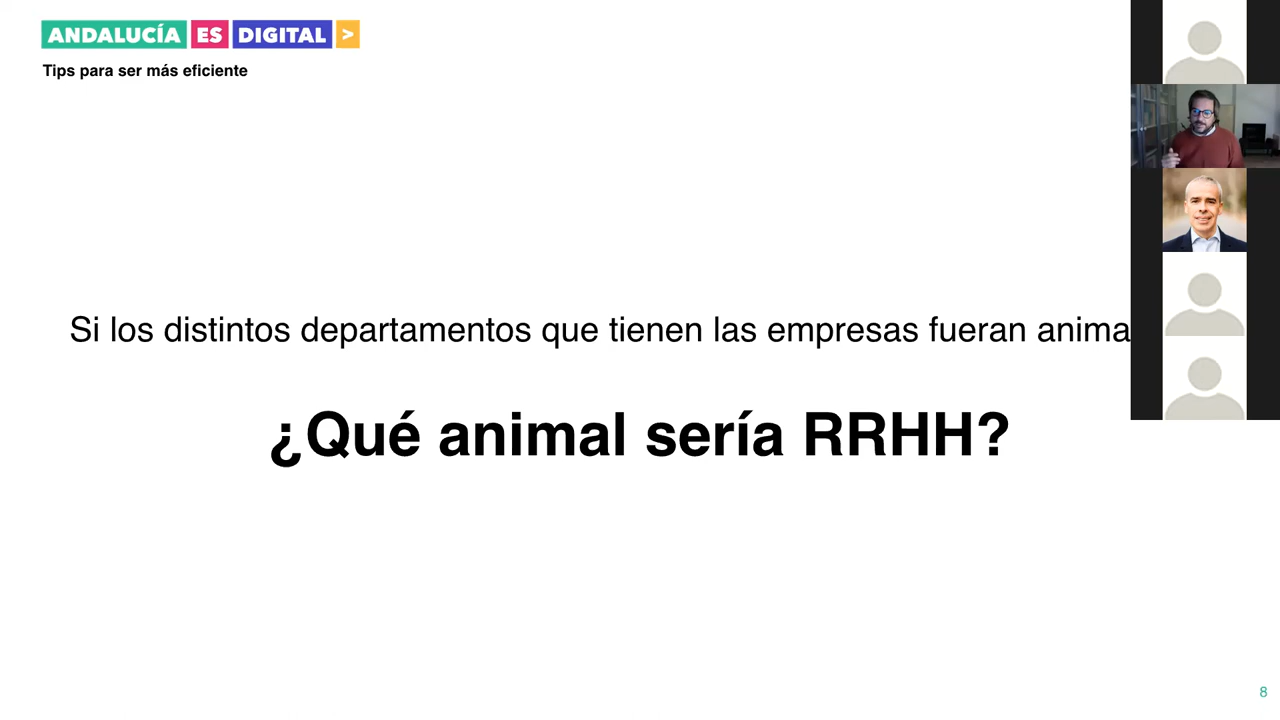 ANDALUCÍA ES DIGITAL >
Tips para ser más eficiente
Si los distintos departamentos que tienen las empresas fueran anima
¿Qué animal sería RRHH?
8